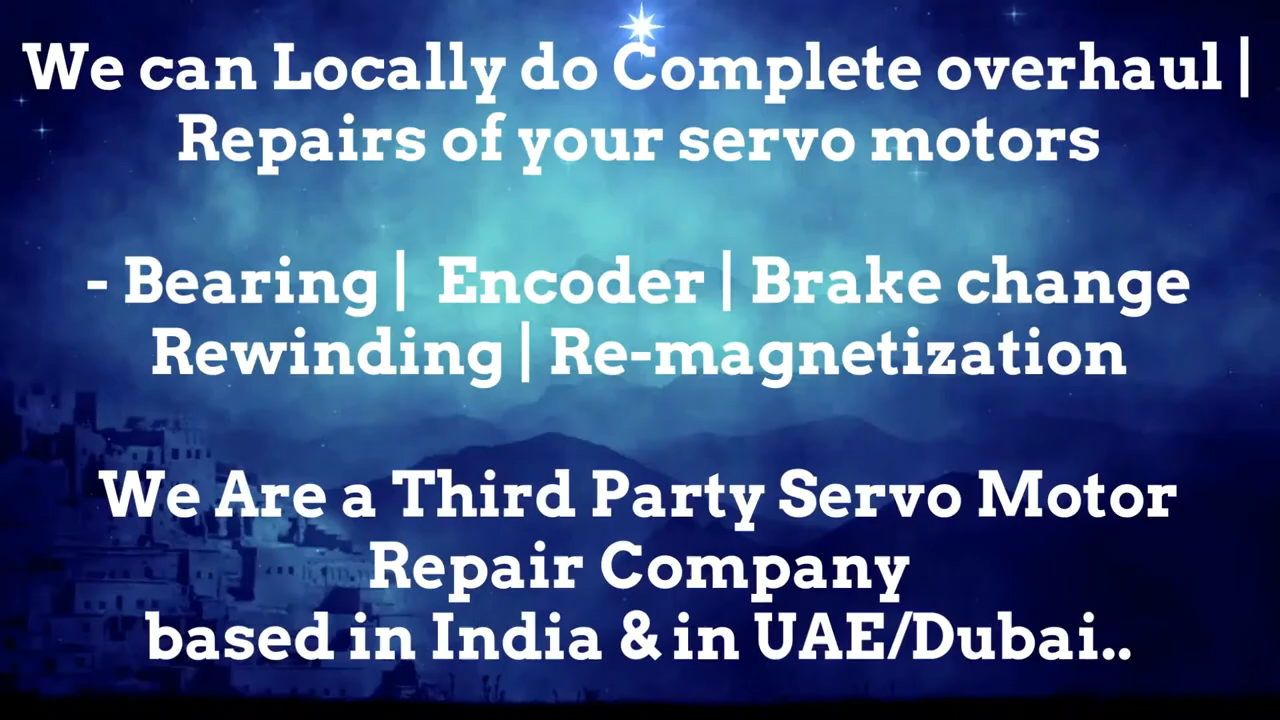 We can Locally do Complete overhaul |
Repairs of your servo motors
- Bearing | Encoder | Brake change
Rewinding | Re-magnetization
We Are a Third Party Servo Motor
Repair Company
based in India & in UAE/Dubai..